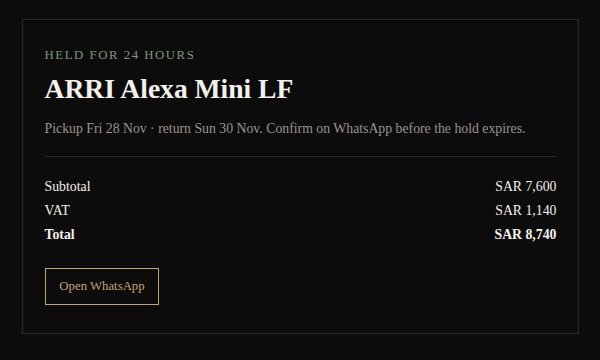 HELD FOR 24 HOURS
ARRI Alexa Mini LF
Pickup Fri 28 Nov · return Sun 30 Nov. Confirm on WhatsApp before the hold expires.
Subtotal SAR 7,600
VAT SAR 1,140
Total SAR 8,740
Open WhatsApp